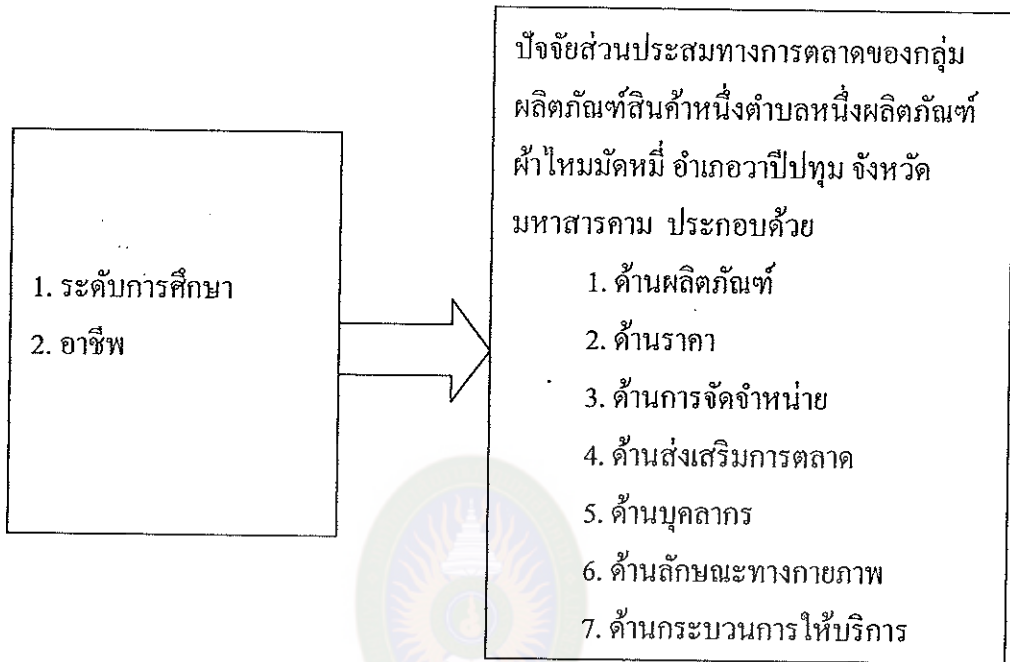 1. ระดับการศึกษา
2. อาชีพ
ปัจจัยส่วนประสมทางการตลาดของกลุ่ม
ผลิตภัณฑ์สินค้าหนึ่งตำบลหนึ่งผลิตภัณฑ์
ผ้าไหมมัดหมี่ อำเภอวาปีปทุม จังหวัด
มหาสารคาม ประกอบด้วย
1. ด้านผลิตภัณฑ์
2. ด้านราคา
3. ด้านการจัดจำหน่าย
4. ด้านส่งเสริมการตลาด
5. ด้านบุคลากร
6. ด้านลักษณะทางกายภาพ
7. ด้านกระบวนการให้บริการ